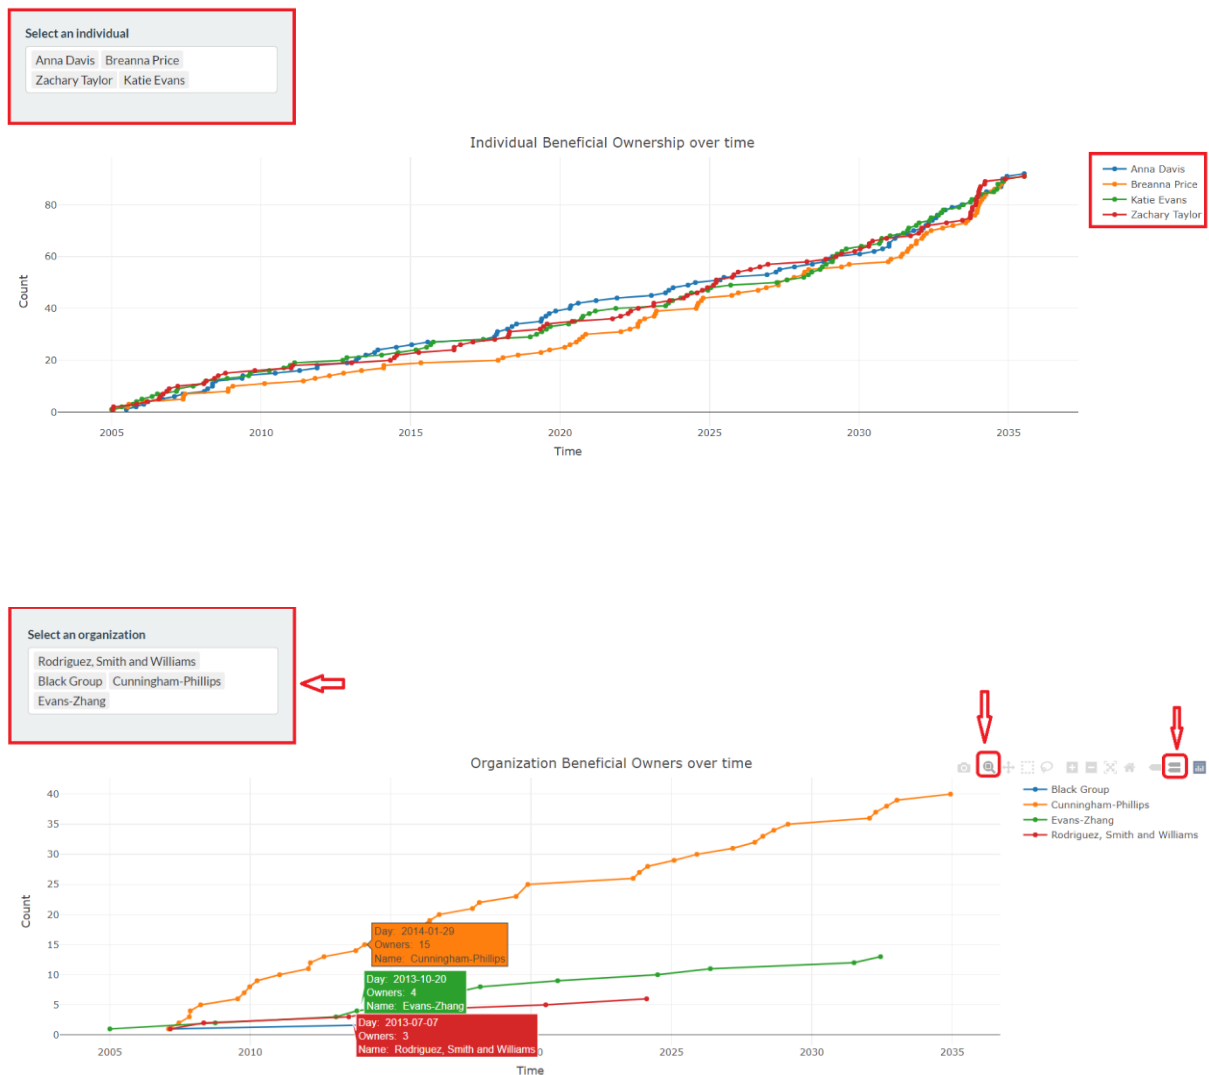 Select an individual
Anna Davis Breanna Price
Zachary Taylor Katie Evans
Individual Beneficial Ownership over time
Anna Davis
Breanna Price
Katie Evans
Zachary Taylor
80
60
40
20
0
Count
2005 2010 2015 2020 2025 2030 2035
Time
Select an organization
Rodriguez, Smith and Williams
Black Group Cunningham-Phillips
Evans-Zhang
Organization Beneficial Owners over time
Black Group
Cunningham-Phillips
Evans-Zhang
Rodriguez, Smith and Williams
40
35
30
25
20
15
10
5
0
Count
Day: 2014-01-29
Owners: 15
Name: Cunningham-Phillips
Day: 2013-10-20
Owners: 4
Name: Evans-Zhang
Day: 2013-07-07
Owners: 3
Name: Rodriguez, Smith and Williams
2005 2010 2025 2030 2035
Time